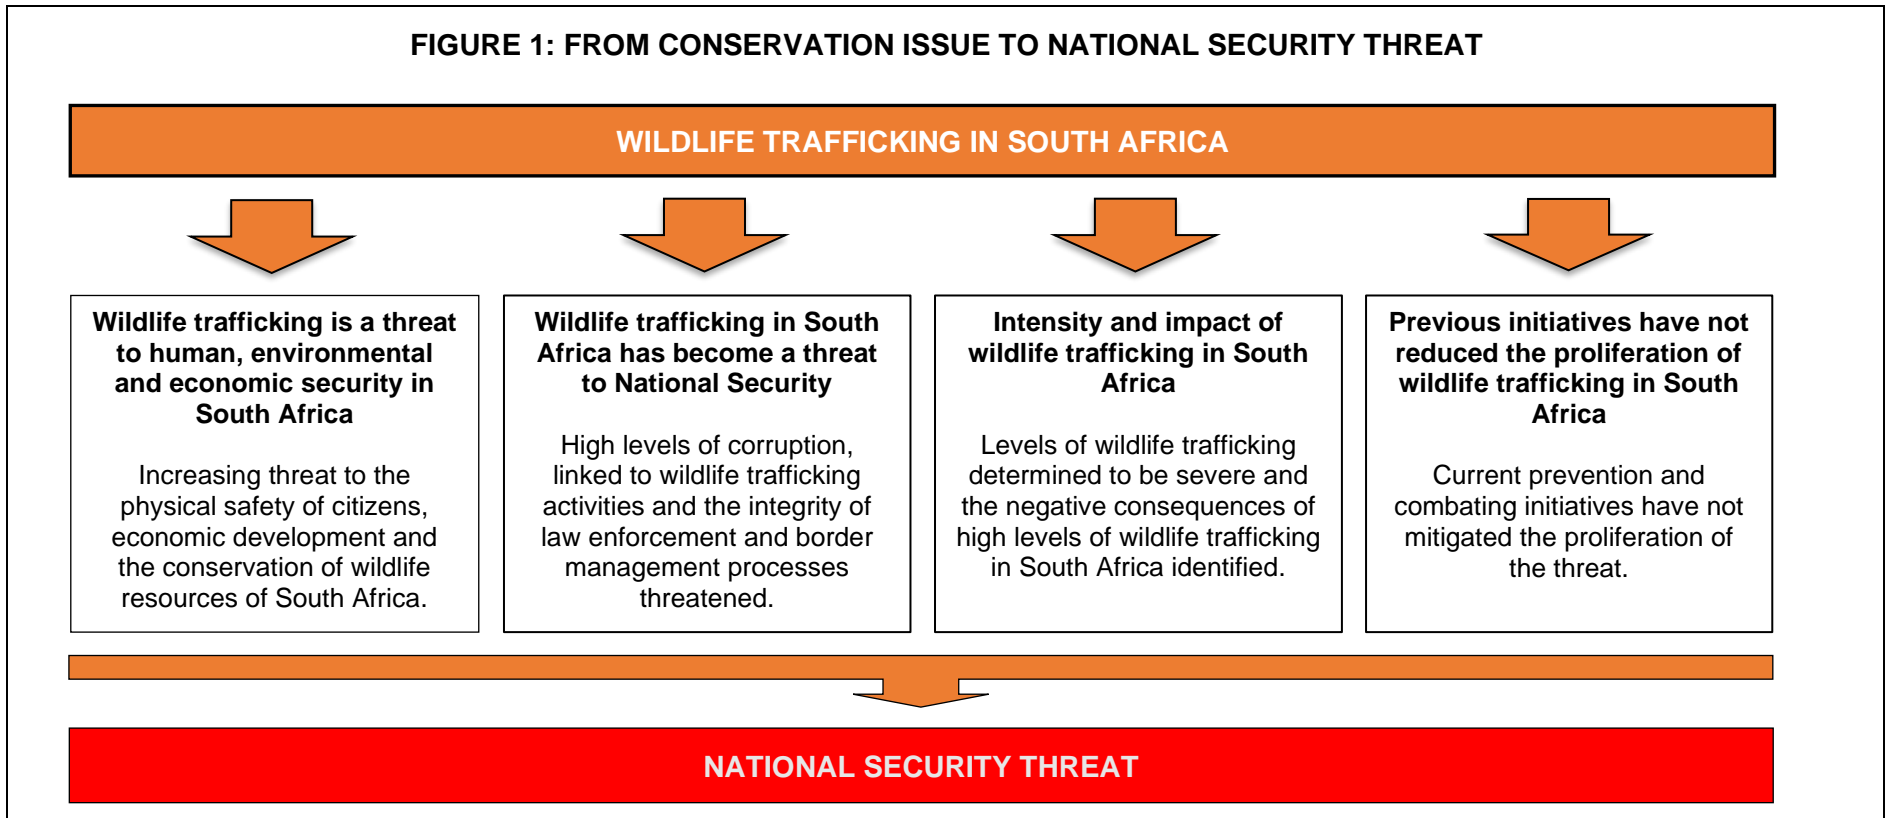 FIGURE 1: FROM CONSERVATION ISSUE TO NATIONAL SECURITY THREAT
WILDLIFE TRAFFICKING IN SOUTH AFRICA
Wildlife trafficking is a threat
to human, environmental
and economic security in
South Africa
Increasing threat to the
physical safety of citizens,
economic development and
the conservation of wildlife
resources of South Africa.
Wildlife trafficking in South
Africa has become a threat
to National Security
High levels of corruption,
linked to wildlife trafficking
activities and the integrity of
law enforcement and border
management processes
threatened.
Intensity and impact of
wildlife trafficking in South
Africa
Levels of wildlife trafficking
determined to be severe and
the negative consequences of
high levels of wildlife trafficking
in South Africa identified.
Previous initiatives have not
reduced the proliferation of
wildlife trafficking in South
Africa
Current prevention and
combating initiatives have not
mitigated the proliferation of
the threat.
NATIONAL SECURITY THREAT